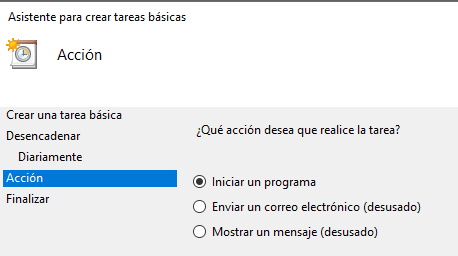 Asistente para crear tareas básicas
Acción
Crear una tarea básica
Desencadenar
Diariamente
Acción
Finalizar
¿Qué acción desea que realice la tarea?
Iniciar un programa
Enviar un correo electrónico (desusado)
Mostrar un mensaje (desusado)